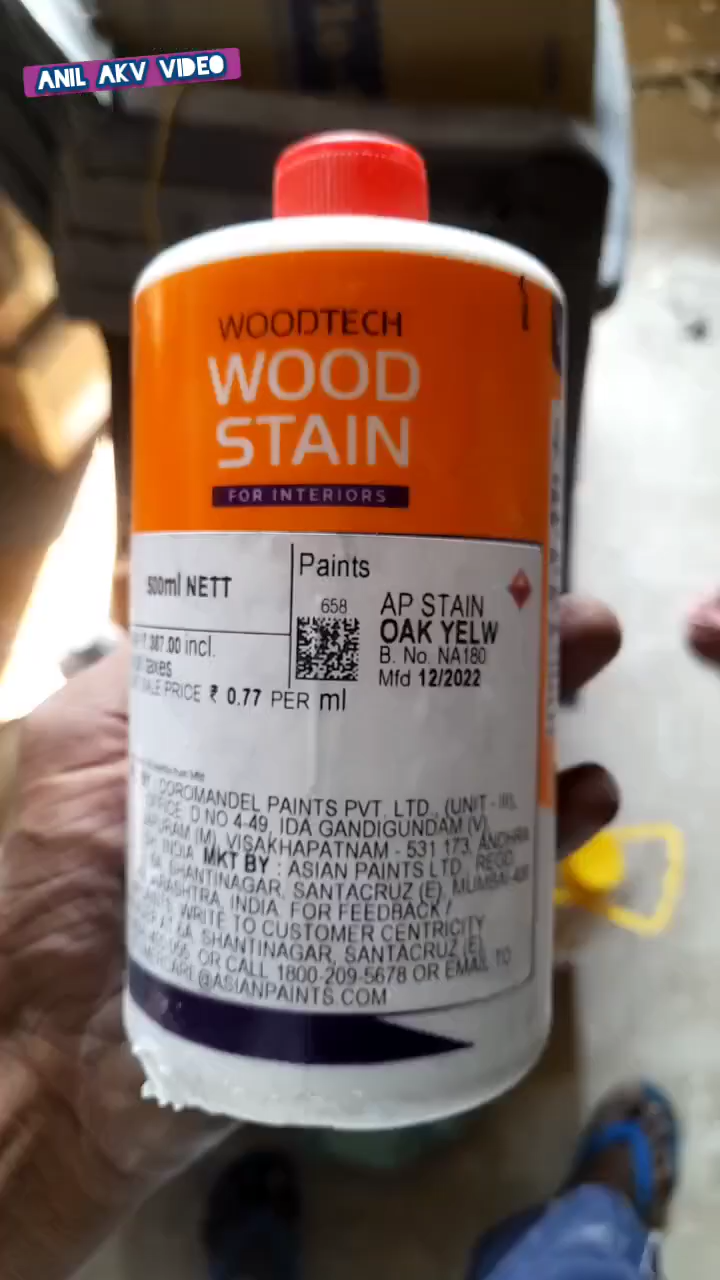 ANIL AKV VIDEO
WOODTECH
WOOD
STAIN
FOR INTERIORS
500ml NETT
Paints
658
AP STAIN
OAK YELW
B. No. NA180
Mfd 12/2022
387.00 incl.
taxes
SALE PRICE ₹ 0.77 PER ml
COROMANDEL PAINTS PVT. LTD., (UNIT - III),
D NO 4-49, IDA GANDIGUNDAM (V),
(M), VISAKHAPATNAM - 531 173, ANDHRA
INDIA. MKT BY : ASIAN PAINTS LTD., REGD.
SHANTINAGAR, SANTACRUZ (E), MUMBAI-400
INDIA. FOR FEEDBACK /
WRITE TO CUSTOMER CENTRICITY
6A, SHANTINAGAR, SANTACRUZ (E),
OR CALL 1800-209-5678 OR EMAIL TO
@ASIANPAINTS.COM